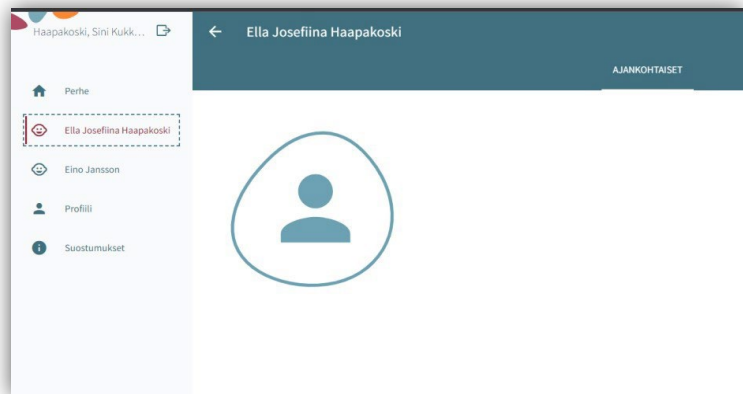 Haapakoski, Sini Kukk...
Perhe
Ella Josefiina Haapakoski
Eino Jansson
Profiili
Suostumukset
Ella Josefiina Haapakoski
AJANKOHTAISET